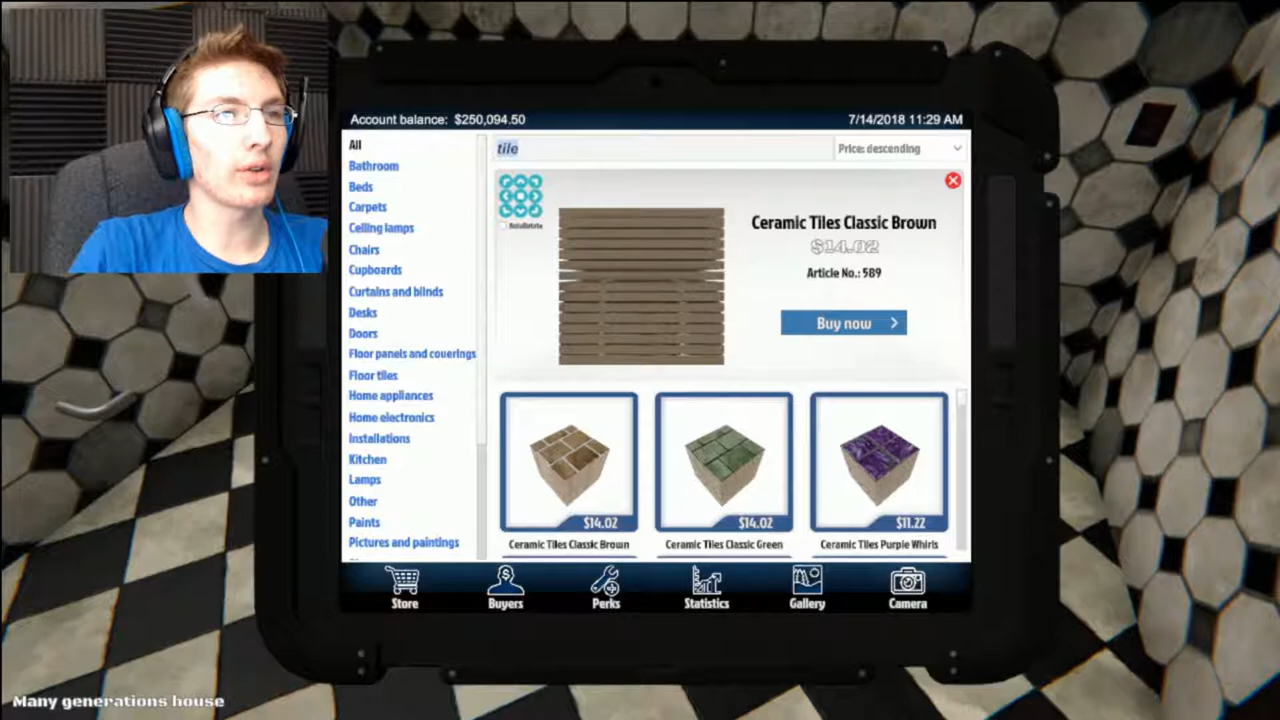 Account balance: $250,094.50
7/14/2018 11:29 AM
All
Bathroom
Beds
Carpets
Ceiling lamps
Chairs
Cupboards
Curtains and blinds
Desks
Doors
Floor panels and coverings
Floor tiles
Home appliances
Home electronics
Installations
Kitchen
Lamps
Other
Paints
Pictures and paintings
tile
Price: descending
AutoRotate
Ceramic Tiles Classic Brown
$14.02
Article No.: 589
Buy now
$14.02
$14.02
$11.22
Ceramic Tiles Classic Brown
Ceramic Tiles Classic Green
Ceramic Tiles Purple Whirls
Store
Buyers
Perks
Statistics
Gallery
Camera
Many generations house